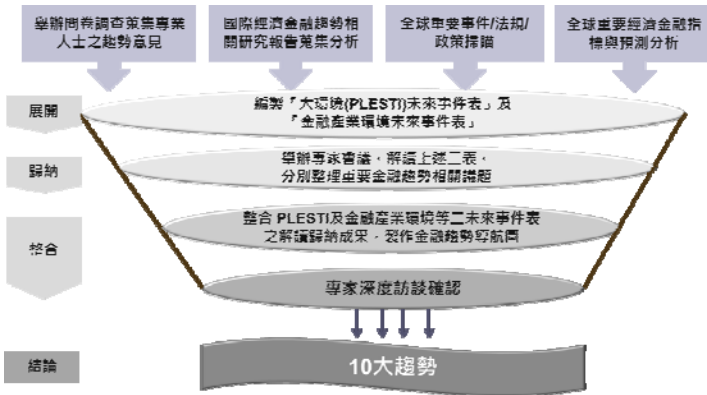 舉辦問卷調查蒐集專業
人士之趨勢意見
國際經濟金融趨勢相
關研究報告蒐集分析
全球重要事件/法規/
政策掃瞄
全球重要經濟金融指
標與預測分析
展開
編製『大環境(PLESTI)未來事件表』及
『金融產業環境未來事件表』
歸納
舉辦專家會議，解讀上述二表，
分別整理重要金融趨勢相關議題
整合
整合 PLESTI及金融產業環境等二未來事件表
之解讀歸納成果，製作金融趨勢導航圖
專家深度訪談確認
結論
10大趨勢